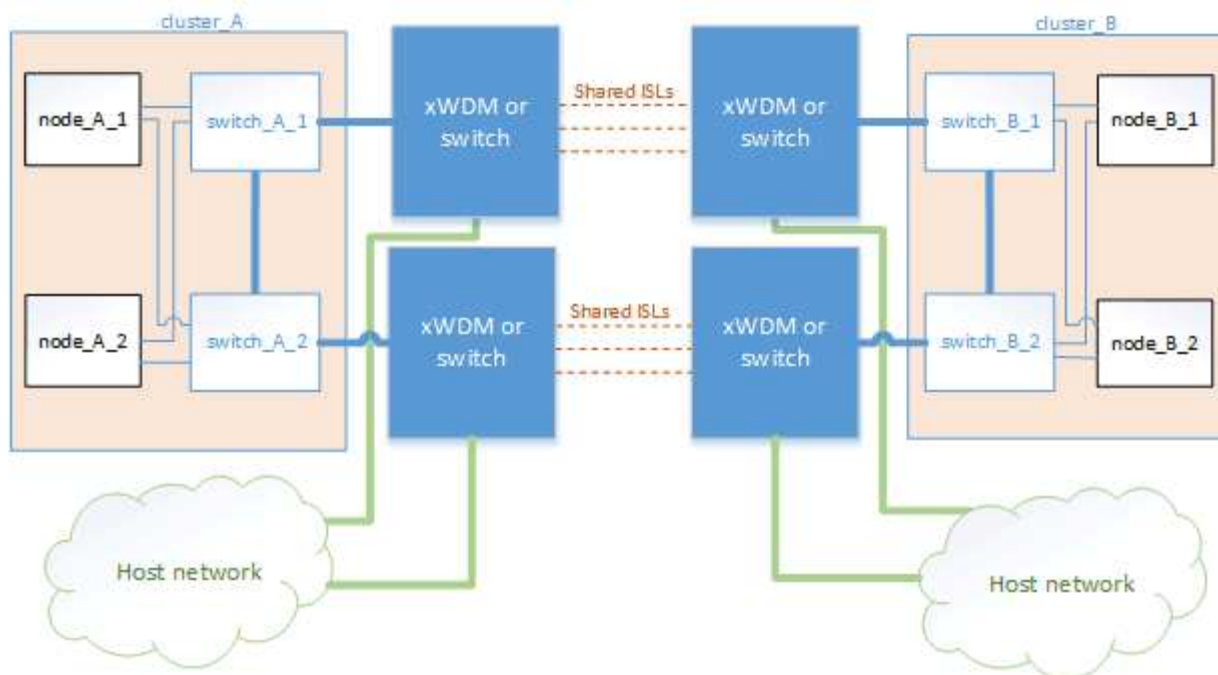 cluster_A
cluster_B
xWDM or
switch
Shared ISLs
xWDM or
switch
node_A_1
switch_A_1
switch_B_1
node_B_1
node_A_2
switch_A_2
xWDM or
switch
Shared ISLs
xWDM or
switch
switch_B_2
node_B_2
Host network
Host network